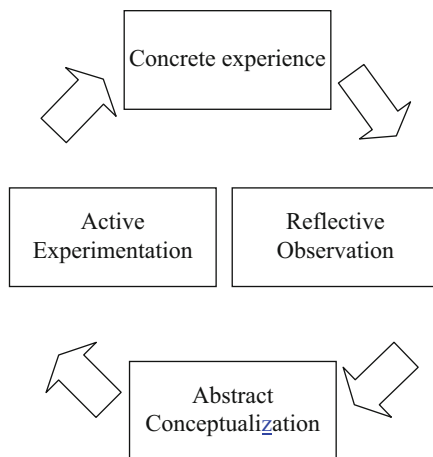 Concrete experience
Active
Experimentation
Reflective
Observation
Abstract
Conceptualization